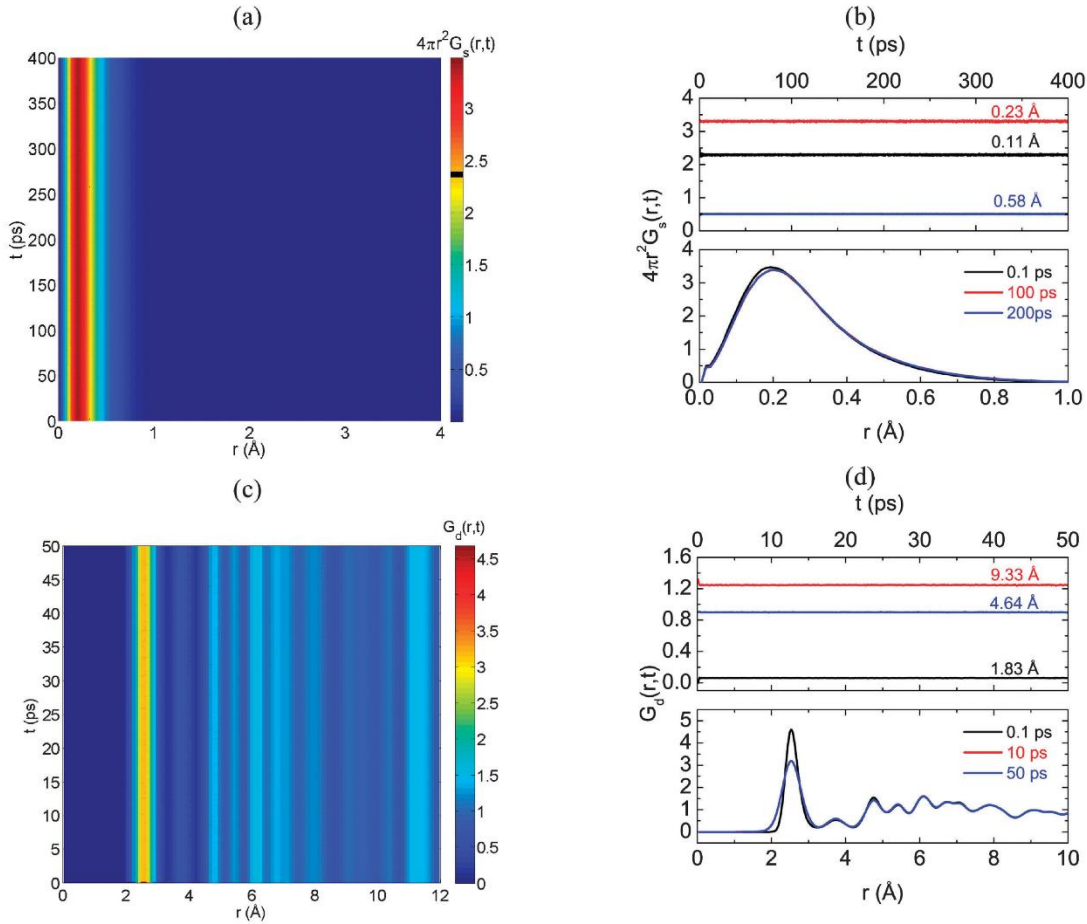 (a)
4πr²Gs(r,t)
400
350
300
250
200
150
100
50
0
t (ps)
0 1 2 3 4
r (Å)
3.5
3
2.5
2
1.5
1
0.5
(b)
t (ps)
0 100 200 300 400
4
3
2
1
0
0.23 Å
0.11 Å
0.58 Å
4πr²Gs(r,t)
4
3
2
1
0
0.1 ps
100 ps
200ps
0.0 0.2 0.4 0.6 0.8 1.0
r (Å)
(c)
Gd(r,t)
50
45
40
35
30
25
20
15
10
5
0
t (ps)
0 2 4 6 8 10 12
r (Å)
4.5
4
3.5
3
2.5
2
1.5
1
0.5
0
(d)
t (ps)
0 10 20 30 40 50
1.6
1.2
0.8
0.4
0.0
9.33 Å
4.64 Å
1.83 Å
Gd(r,t)
5
4
3
2
1
0
0.1 ps
10 ps
50 ps
0 2 4 6 8 10
r (Å)